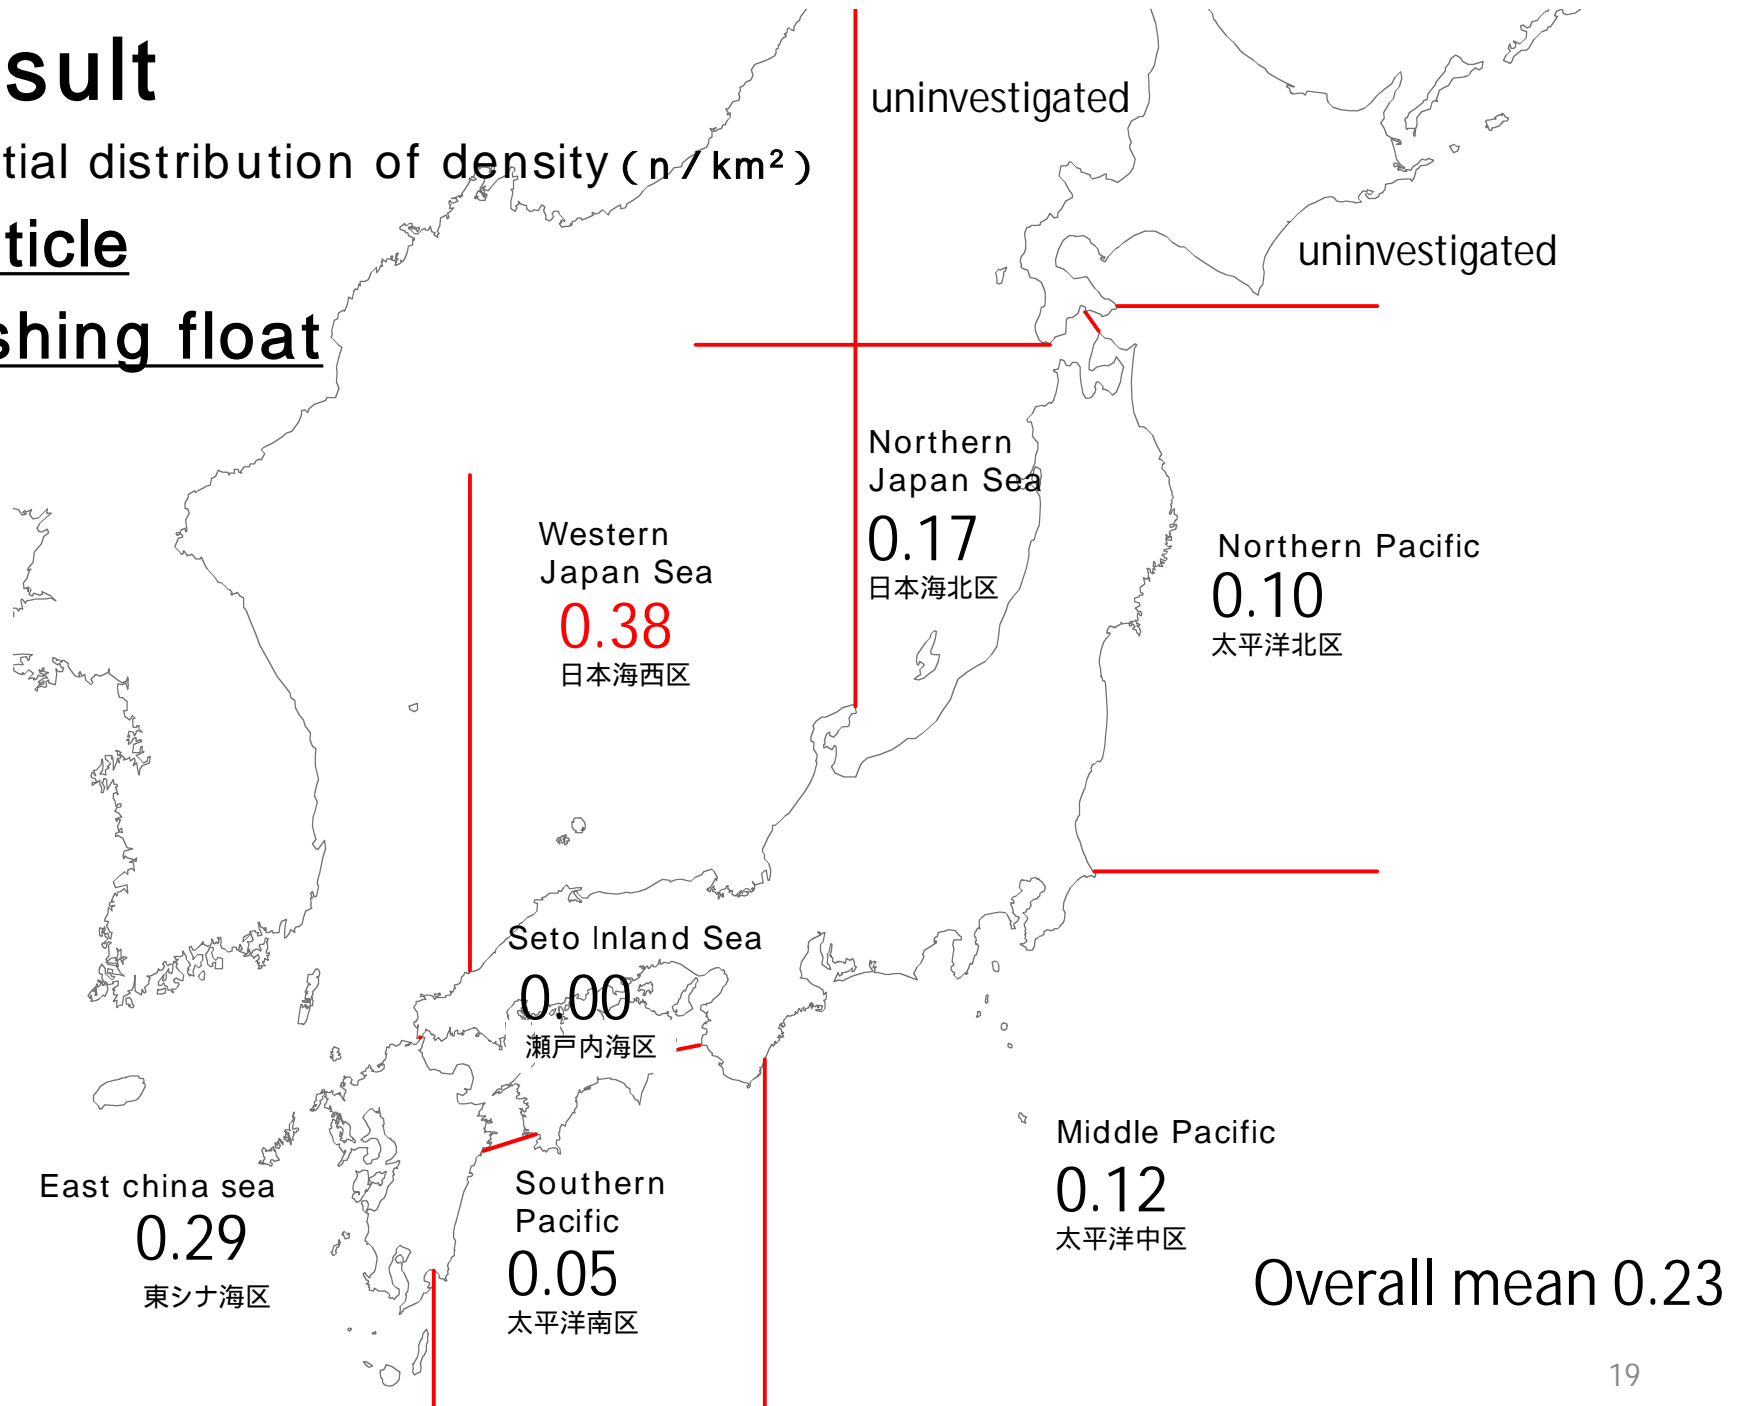 sult
tial distribution of density(n/km²)
ticle
shing float
uninvestigated
uninvestigated
Northern
Japan Sea
0.17
日本海北区
Western
Japan Sea
0.38
日本海西区
Northern Pacific
0.10
太平洋北区
Seto Inland Sea
0.00
瀬戸内海区
East china sea
0.29
東シナ海区
Southern
Pacific
0.05
太平洋南区
Middle Pacific
0.12
太平洋中区
Overall mean 0.23
19